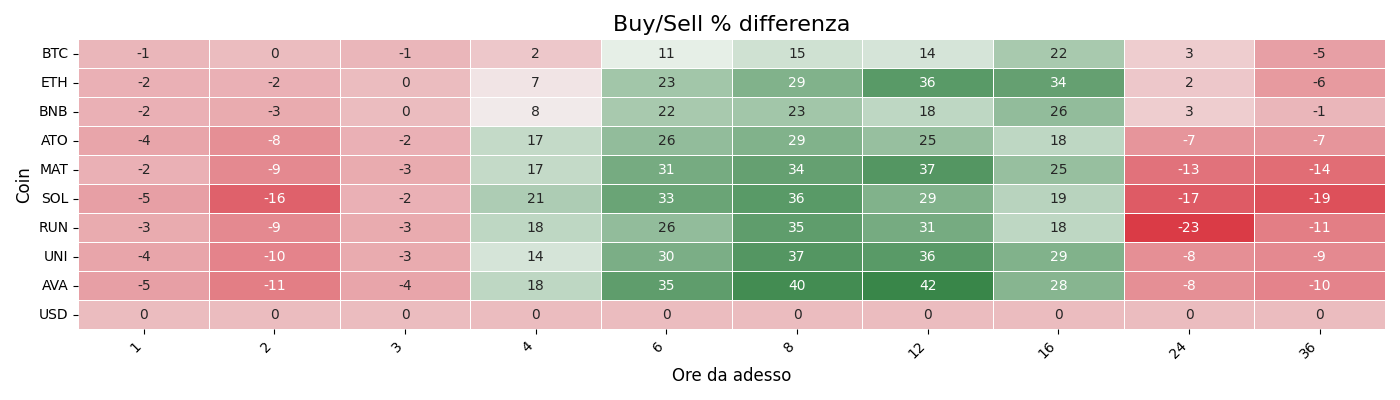 Buy/Sell % differenza
BTC -1 0 -1 2 11 15 14 22 3 -5
ETH -2 -2 0 7 23 29 36 34 2 -6
BNB -2 -3 0 8 22 23 18 26 3 -1
ATO -4 -8 -2 17 26 29 25 18 -7 -7
MAT -2 -9 -3 17 31 34 37 25 -13 -14
Coin
SOL -5 -16 -2 21 33 36 29 19 -17 -19
RUN -3 -9 -3 18 26 35 31 18 -23 -11
UNI -4 -10 -3 14 30 37 36 29 -8 -9
AVA -5 -11 -4 18 35 40 42 28 -8 -10
USD 0 0 0 0 0 0 0 0 0 0
1 2 3 4 6 8 12 16 24 36
Ore da adesso